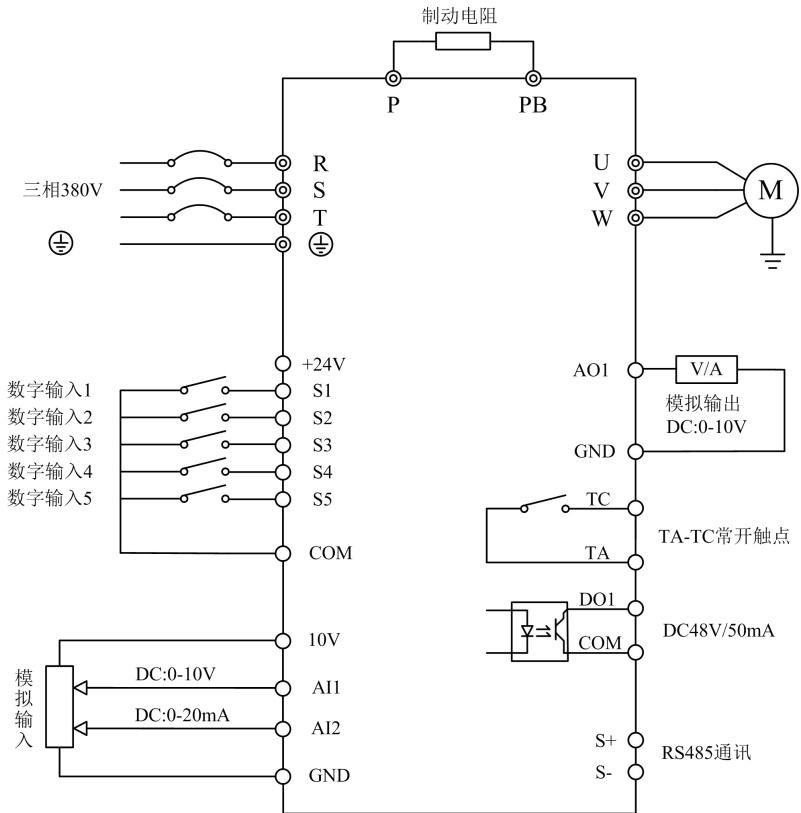 制动电阻
P
PB
三相380V
R
S
T
U
V
W
M
+24V
数字输入1
S1
数字输入2
S2
数字输入3
S3
数字输入4
S4
数字输入5
S5
COM
AO1
V/A
模拟输出
DC:0-10V
GND
TC
TA
TA-TC常开触点
DO1
COM
DC48V/50mA
10V
模拟输入
DC:0-10V
AI1
DC:0-20mA
AI2
GND
S+
S-
RS485通讯